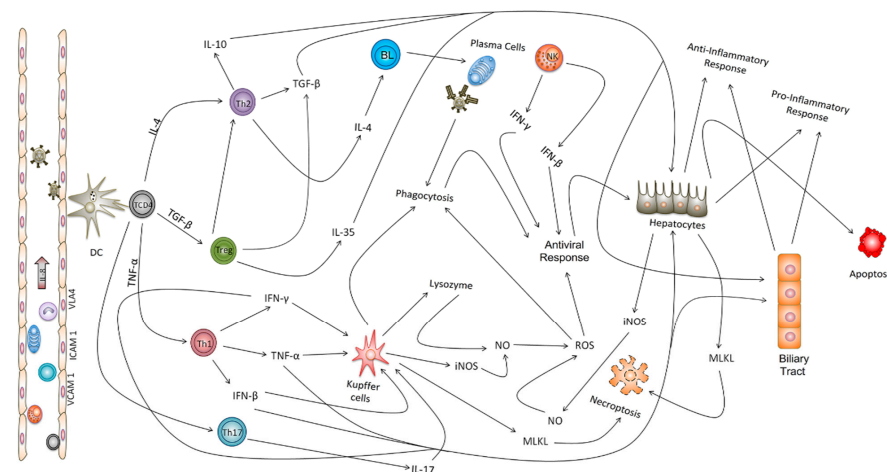 IL-10
TGF-β
Th2
BL
Plasma Cells
NK
Anti-Inflammatory
Response
Pro-Inflammatory
Response
IL-4
IL-4
IFN-γ
IFN-β
Phagocytosis
TCD4
DC
TGF-β
Treg
IL-35
TNF-α
Antiviral
Response
Hepatocytes
Apoptos
IL-8
VLA4
ICAM 1
VCAM 1
IFN-γ
Th1
TNF-α
IFN-β
Kupffer
cells
Lysozyme
NO
iNOS
ROS
iNOS
NO
MLKL
Necroptosis
MLKL
Biliary
Tract
Th17
IL-17